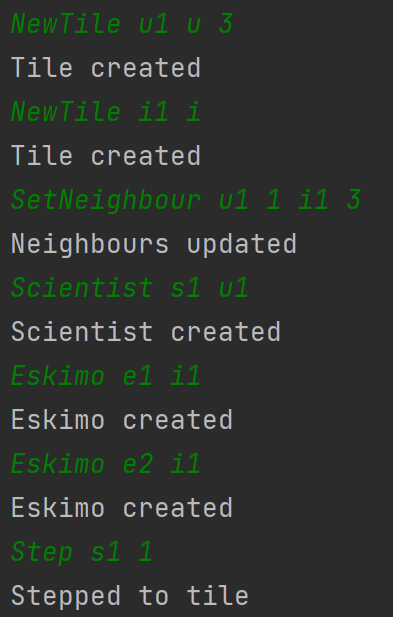 NewTile u1 u 3
Tile created
NewTile i1 i
Tile created
SetNeighbour u1 1 i1 3
Neighbours updated
Scientist s1 u1
Scientist created
Eskimo e1 i1
Eskimo created
Eskimo e2 i1
Eskimo created
Step s1 1
Stepped to tile